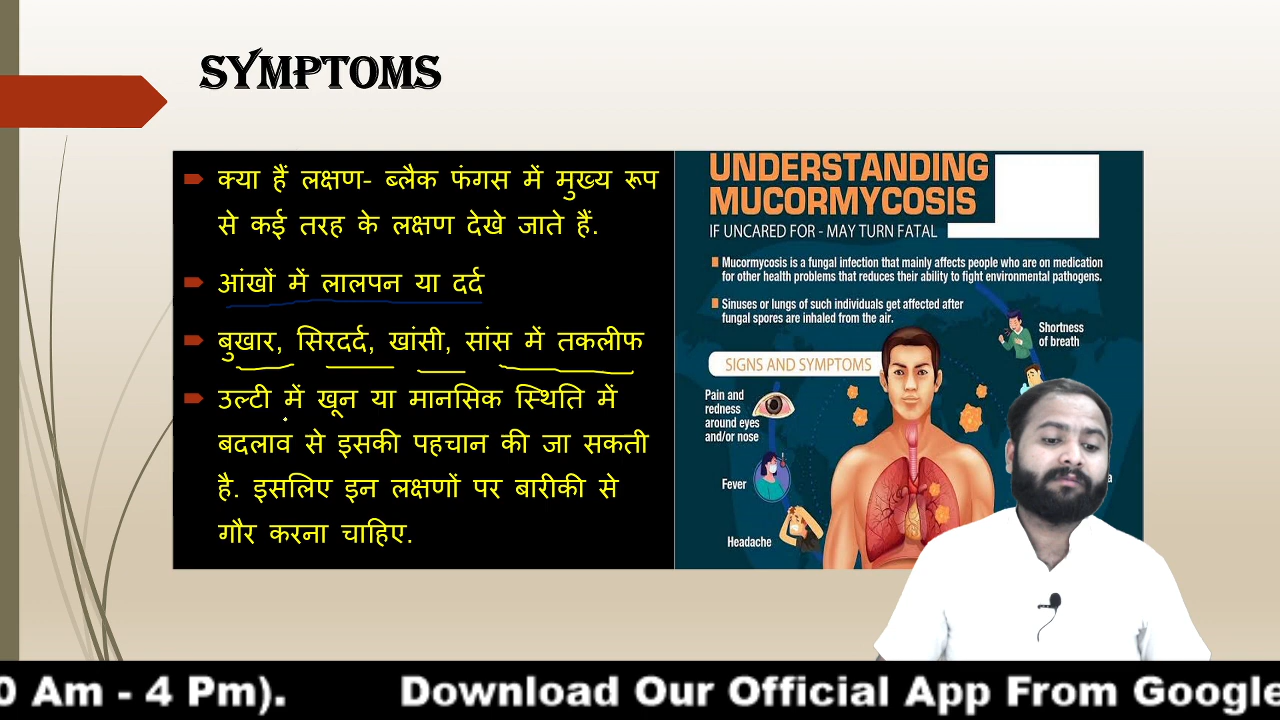 SYMPTOMS
क्या हैं लक्षण- ब्लैक फंगस में मुख्य रूप
से कई तरह के लक्षण देखे जाते हैं.
आंखों में लालपन या दर्द
बुखार, सिरदर्द, खांसी, सांस में तकलीफ
उल्टी में खून या मानसिक स्थिति में
बदलाव से इसकी पहचान की जा सकती
है. इसलिए इन लक्षणों पर बारीकी से
गौर करना चाहिए.
UNDERSTANDING
MUCORMYCOSIS
IF UNCARED FOR - MAY TURN FATAL
Mucormycosis is a fungal infection that mainly affects people who are on medication
for other health problems that reduces their ability to fight environmental pathogens.
Sinuses or lungs of such individuals get affected after
fungal spores are inhaled from the air.
SIGNS AND SYMPTOMS
Shortness
of breath
Pain and
redness
around eyes
and/or nose
Fever
Headache
0 Am - 4 Pm). Download Our Official App From Google